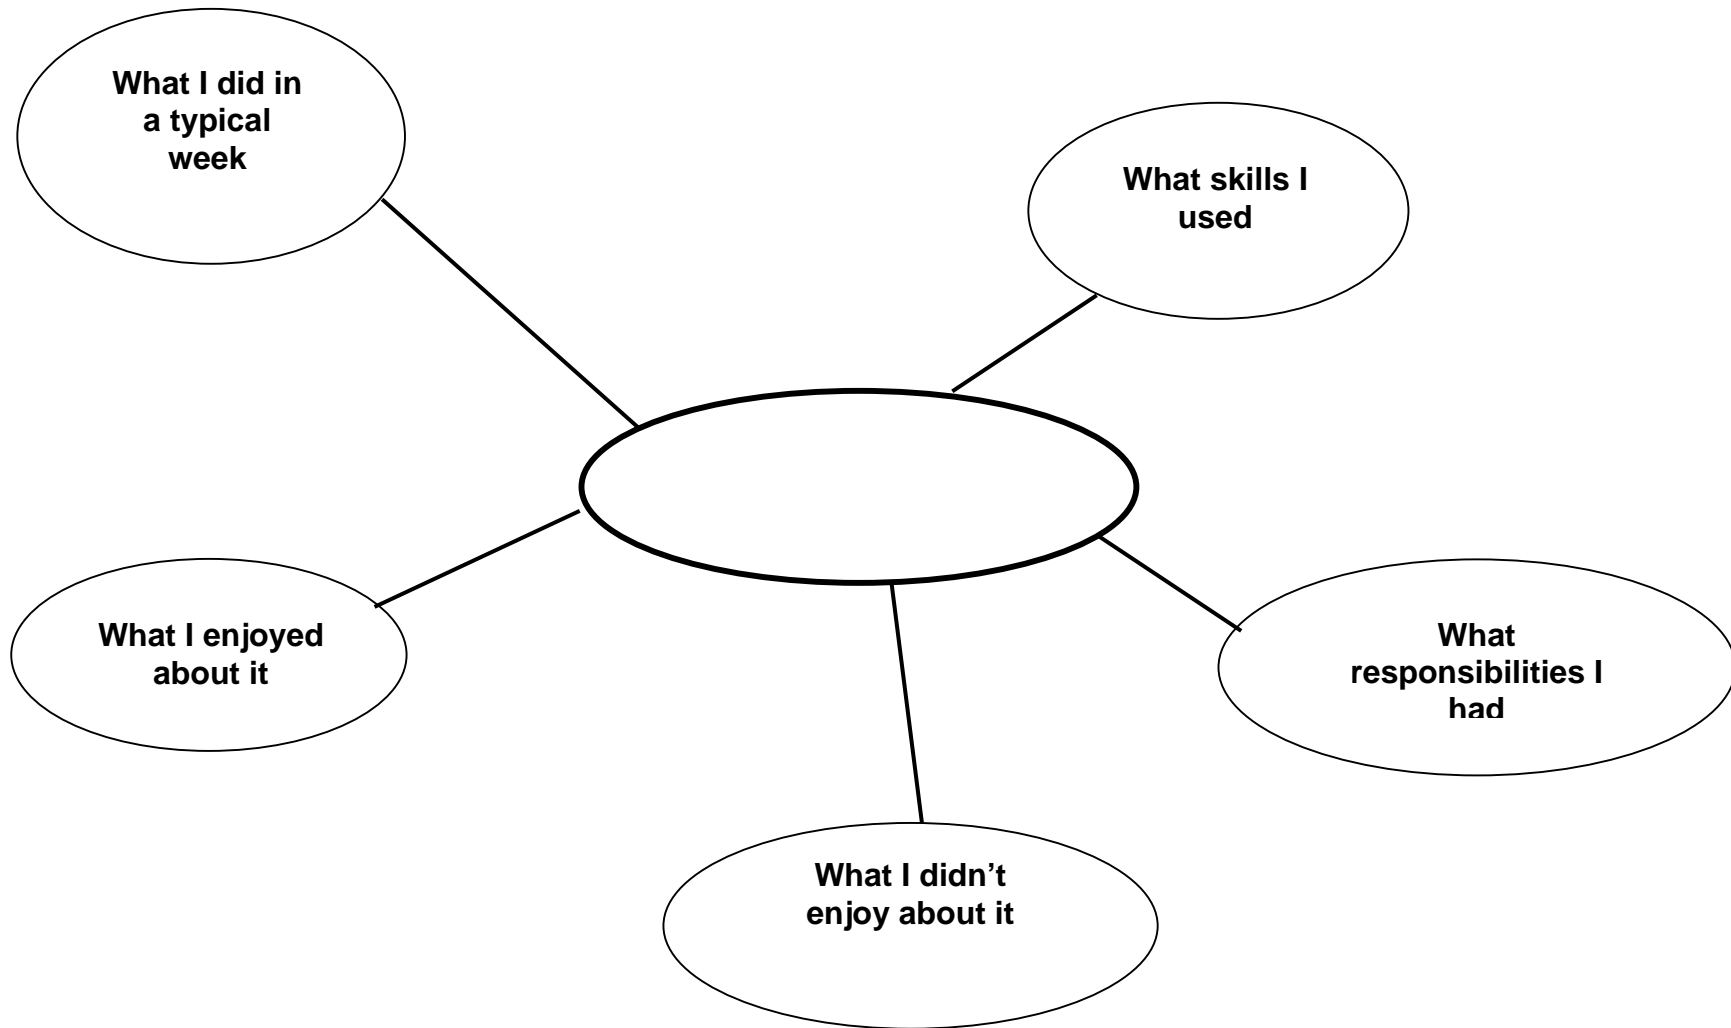 What I did in
a typical
week
What skills I
used
What I enjoyed
about it
What
responsibilities I
had
What I didn’t
enjoy about it